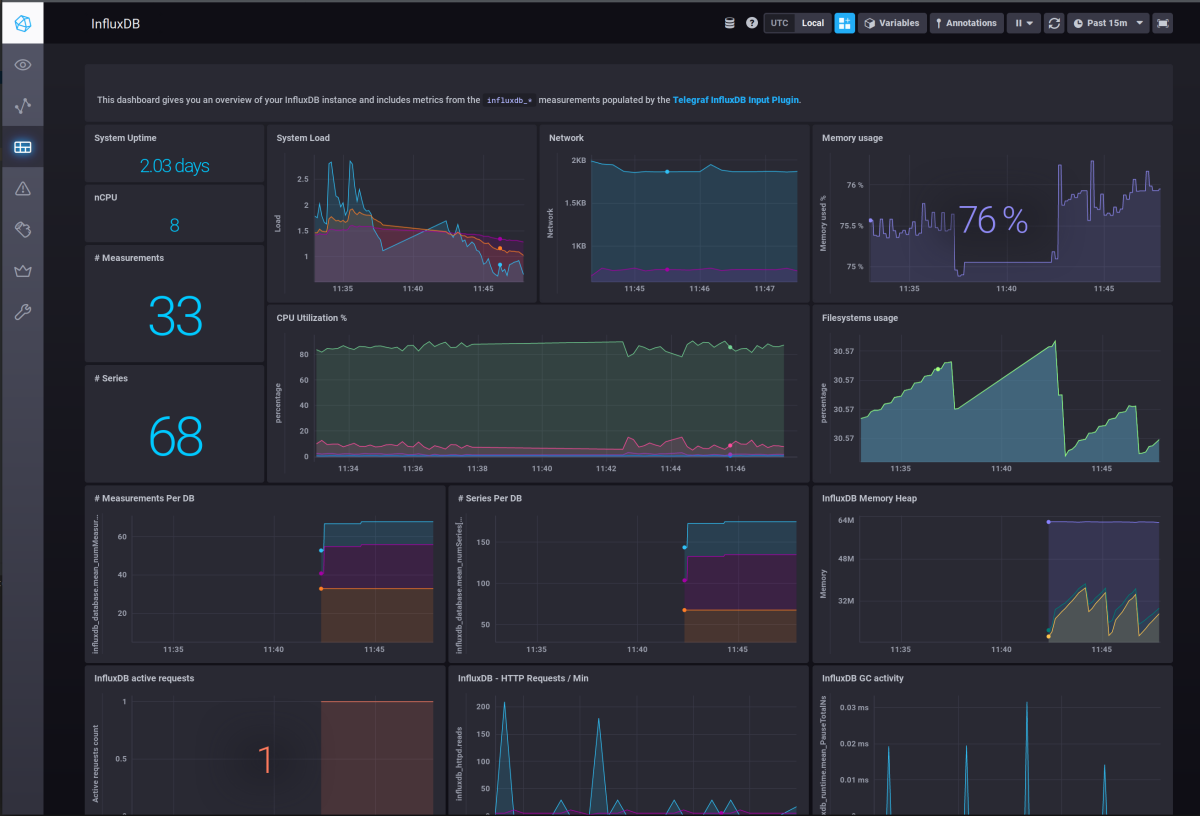 InfluxDB
UTC Local Variables Annotations Past 15m
This dashboard gives you an overview of your InfluxDB instance and includes metrics from the influxdb_* measurements populated by the Telegraf InfluxDB Input Plugin.
System Uptime
2.03 days
nCPU
8
# Measurements
33
# Series
68
System Load
Load
2.5
2
1.5
1
11:35 11:40 11:45
Network
Network
2KB
1.5KB
1KB
11:45 11:46 11:47
Memory usage
Memory used %
76 %
75.5 %
75 %
76 %
11:35 11:40 11:45
CPU Utilization %
percentage
80
60
40
20
0
11:34 11:36 11:38 11:40 11:42 11:44 11:46
Filesystems usage
percentage
30.57
30.57
30.57
30.57
11:35 11:40 11:45
# Measurements Per DB
influxdb_database.mean_numMeasur...
60
40
20
11:35 11:40 11:45
# Series Per DB
influxdb_database.mean_numSeries[...
150
100
50
11:35 11:40 11:45
InfluxDB Memory Heap
Memory
64M
48M
32M
11:35 11:40 11:45
InfluxDB active requests
Active requests count
1
0.5
1
InfluxDB - HTTP Requests / Min
influxdb_httpd.reads
200
150
100
50
InfluxDB GC activity
db_runtime.mean_PauseTotalNs
0.03 ms
0.02 ms
0.01 ms